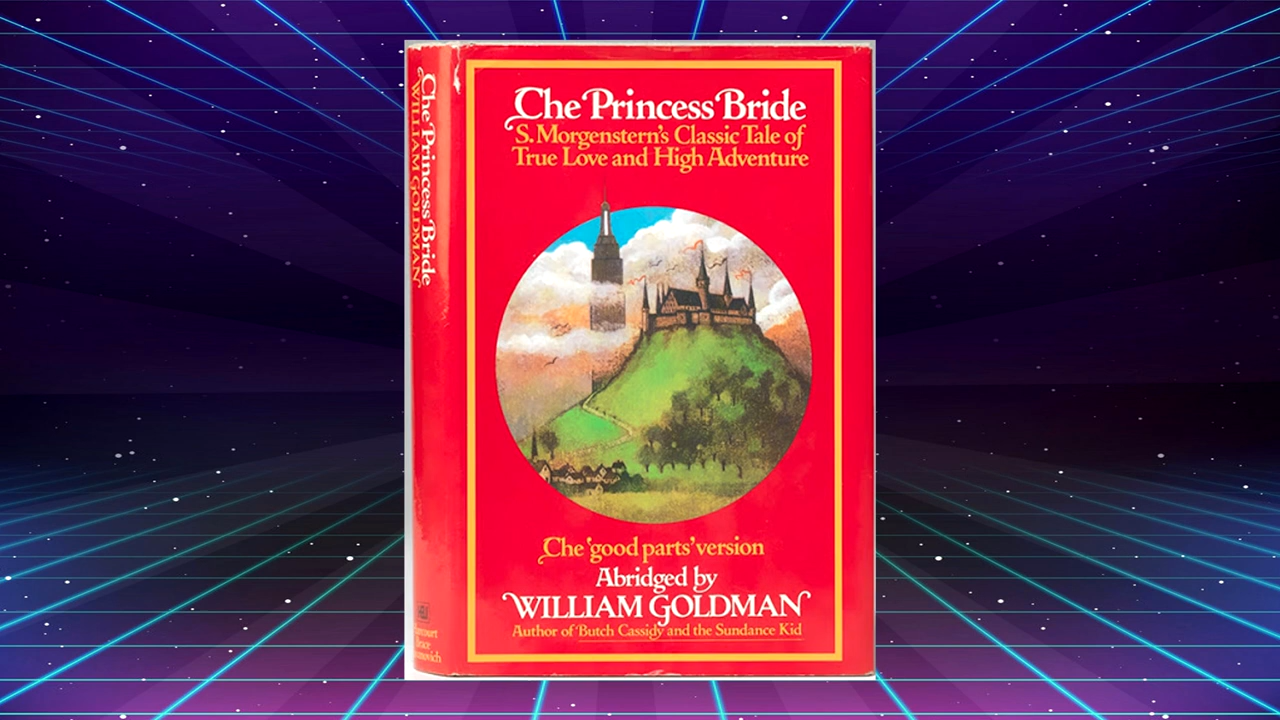 The Princess Bride
WILLIAM GOLDMAN
The Princess Bride
S. Morgenstern's Classic Tale of
True Love and High Adventure
The 'good parts' version
Abridged by
WILLIAM GOLDMAN
Author of Butch Cassidy and the Sundance Kid